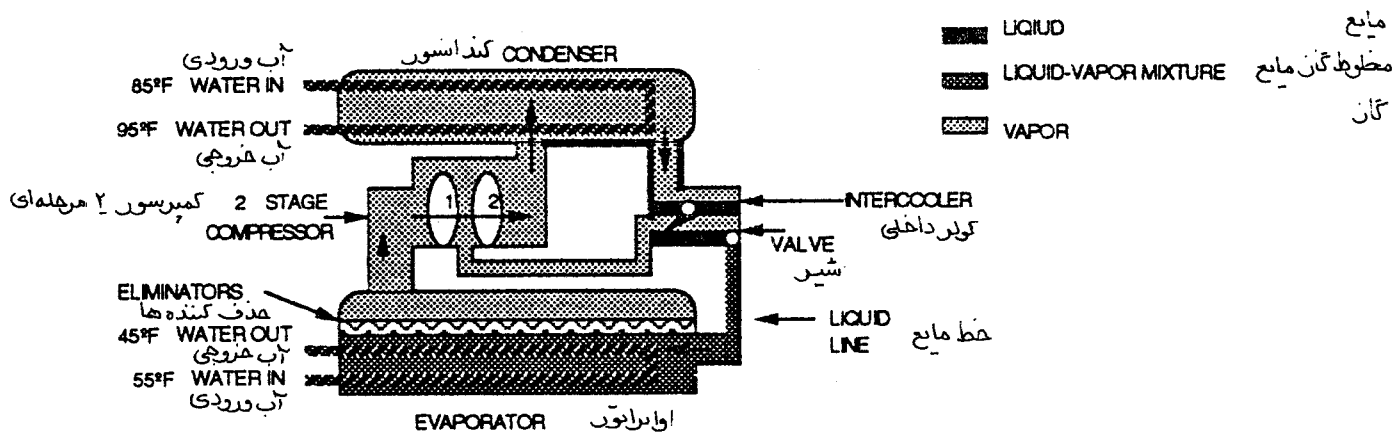 کندانسور CONDENSER
آب ورودی
85ºF WATER IN
95ºF WATER OUT
آب خروجی
کمپرسور ۲ مرحله‌ای 2 STAGE
COMPRESSOR
1 2
ELIMINATORS
حذف کننده ها
45ºF WATER OUT
آب خروجی
55ºF WATER IN
آب ورودی
EVAPORATOR اواپراتور
INTERCOOLER
کولر داخلی
VALVE
شیر
LIQUID
LINE خط مایع
LIQIUD مایع
LIQUID-VAPOR MIXTURE مخلوط گاز مایع
VAPOR گاز